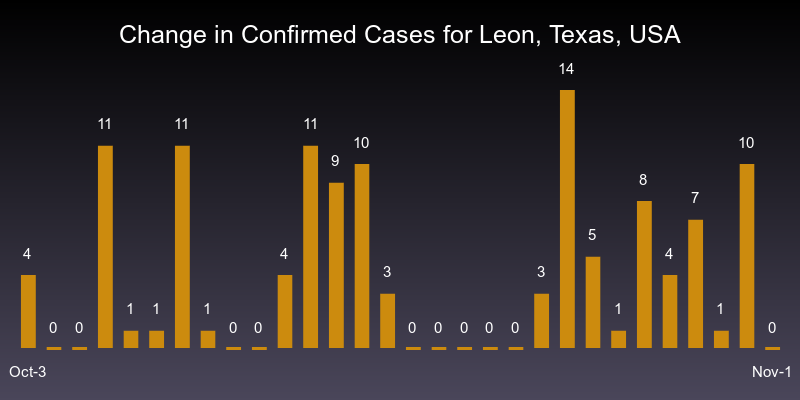 Change in Confirmed Cases for Leon, Texas, USA
4 0 0 11 1 1 11 1 0 0 4 11 9 10 3 0 0 0 0 0 3 14 5 1 8 4 7 1 10 0
Oct-3 Nov-1